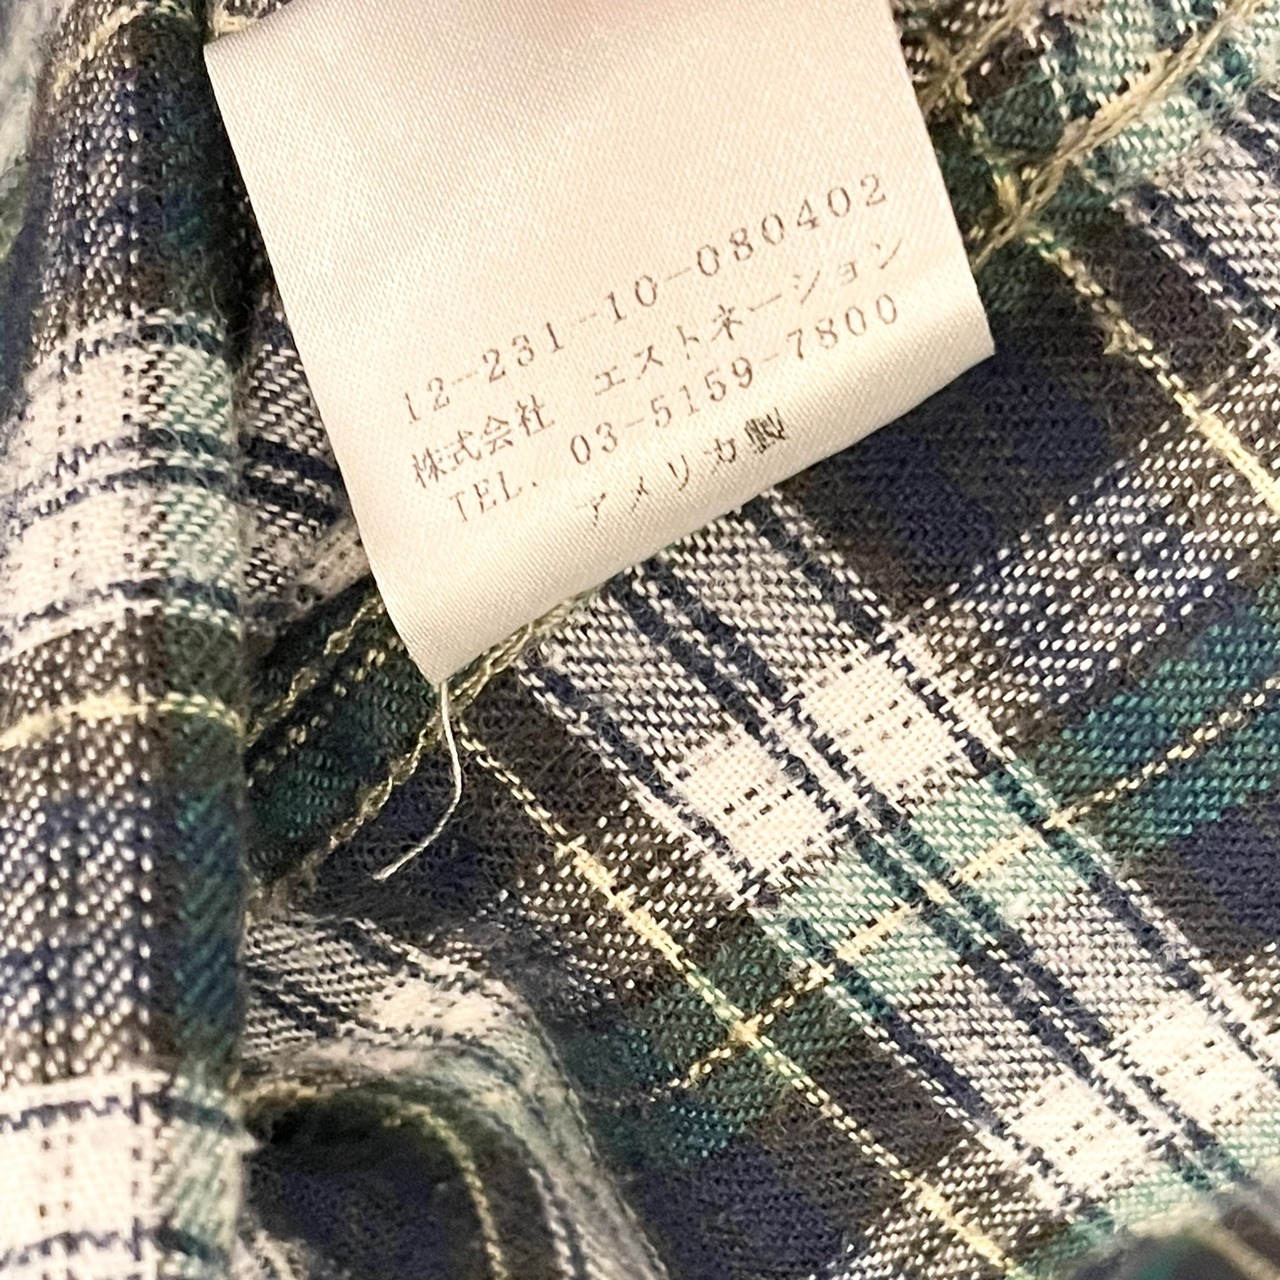 12-231-10-080402
株式会社 エストネーション
TEL. 03-5159-7800
アメリカ製